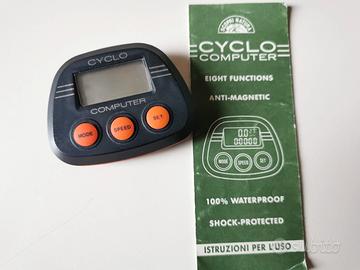 CYCLO
COMPUTER
MODE
SPEED
SET
CYCLO
COMPUTER
EIGHT FUNCTIONS
ANTI-MAGNETIC
MODE
SPEED
SET
100% WATERPROOF
SHOCK-PROTECTED
ISTRUZIONI PER L'USO